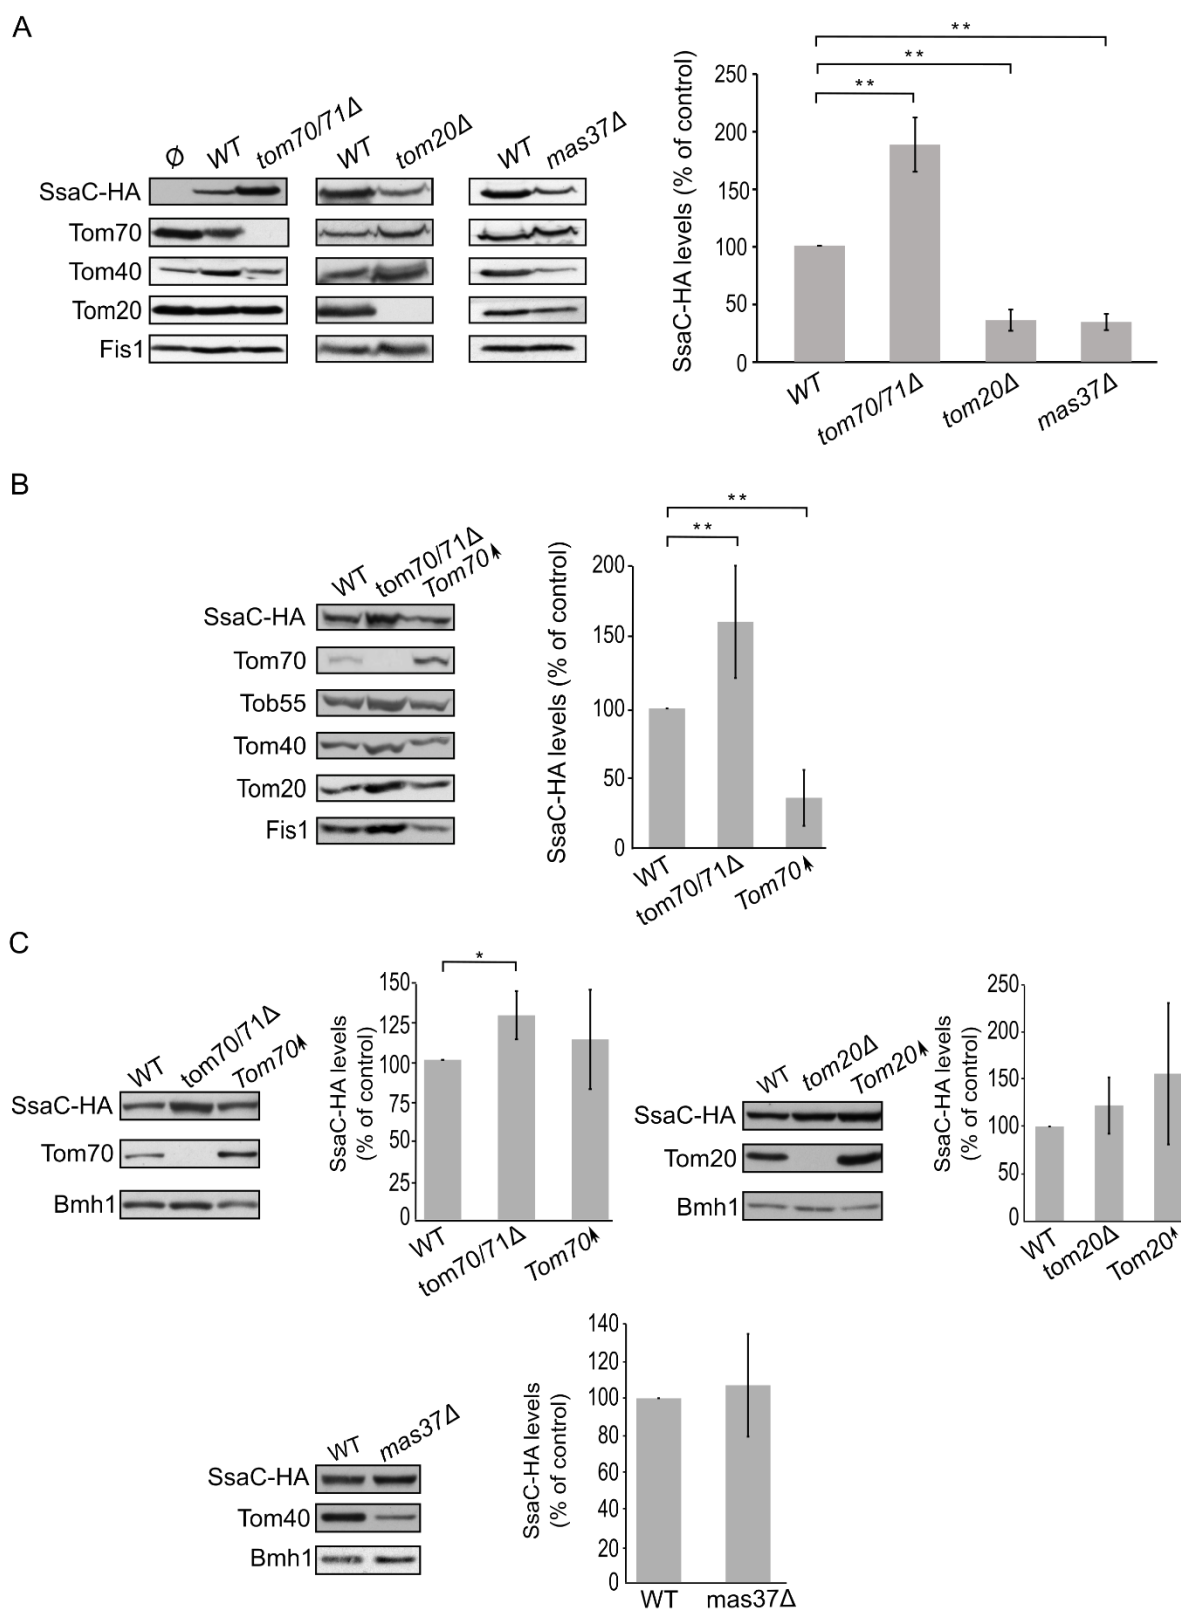 A
Ø WT tom70/71Δ
WT tom20Δ
WT mas37Δ
SsaC-HA
Tom70
Tom40
Tom20
Fis1
SsaC-HA levels (% of control)
250
200
150
100
50
0
**
**
**
WT tom70/71Δ tom20Δ mas37Δ
B
WT tom70/71Δ Tom70↑
SsaC-HA
Tom70
Tob55
Tom40
Tom20
Fis1
SsaC-HA levels (% of control)
200
150
100
50
0
**
**
WT tom70/71Δ Tom70↑
C
WT tom70/71Δ Tom70↑
SsaC-HA
Tom70
Bmh1
SsaC-HA levels
(% of control)
150
125
100
75
50
25
0
*
WT tom70/71Δ Tom70↑
WT tom20Δ Tom20↑
SsaC-HA
Tom20
Bmh1
SsaC-HA levels
(% of control)
250
200
150
100
50
0
WT tom20Δ Tom20↑
WT mas37Δ
SsaC-HA
Tom40
Bmh1
SsaC-HA levels
(% of control)
140
120
100
80
60
40
20
0
WT mas37Δ